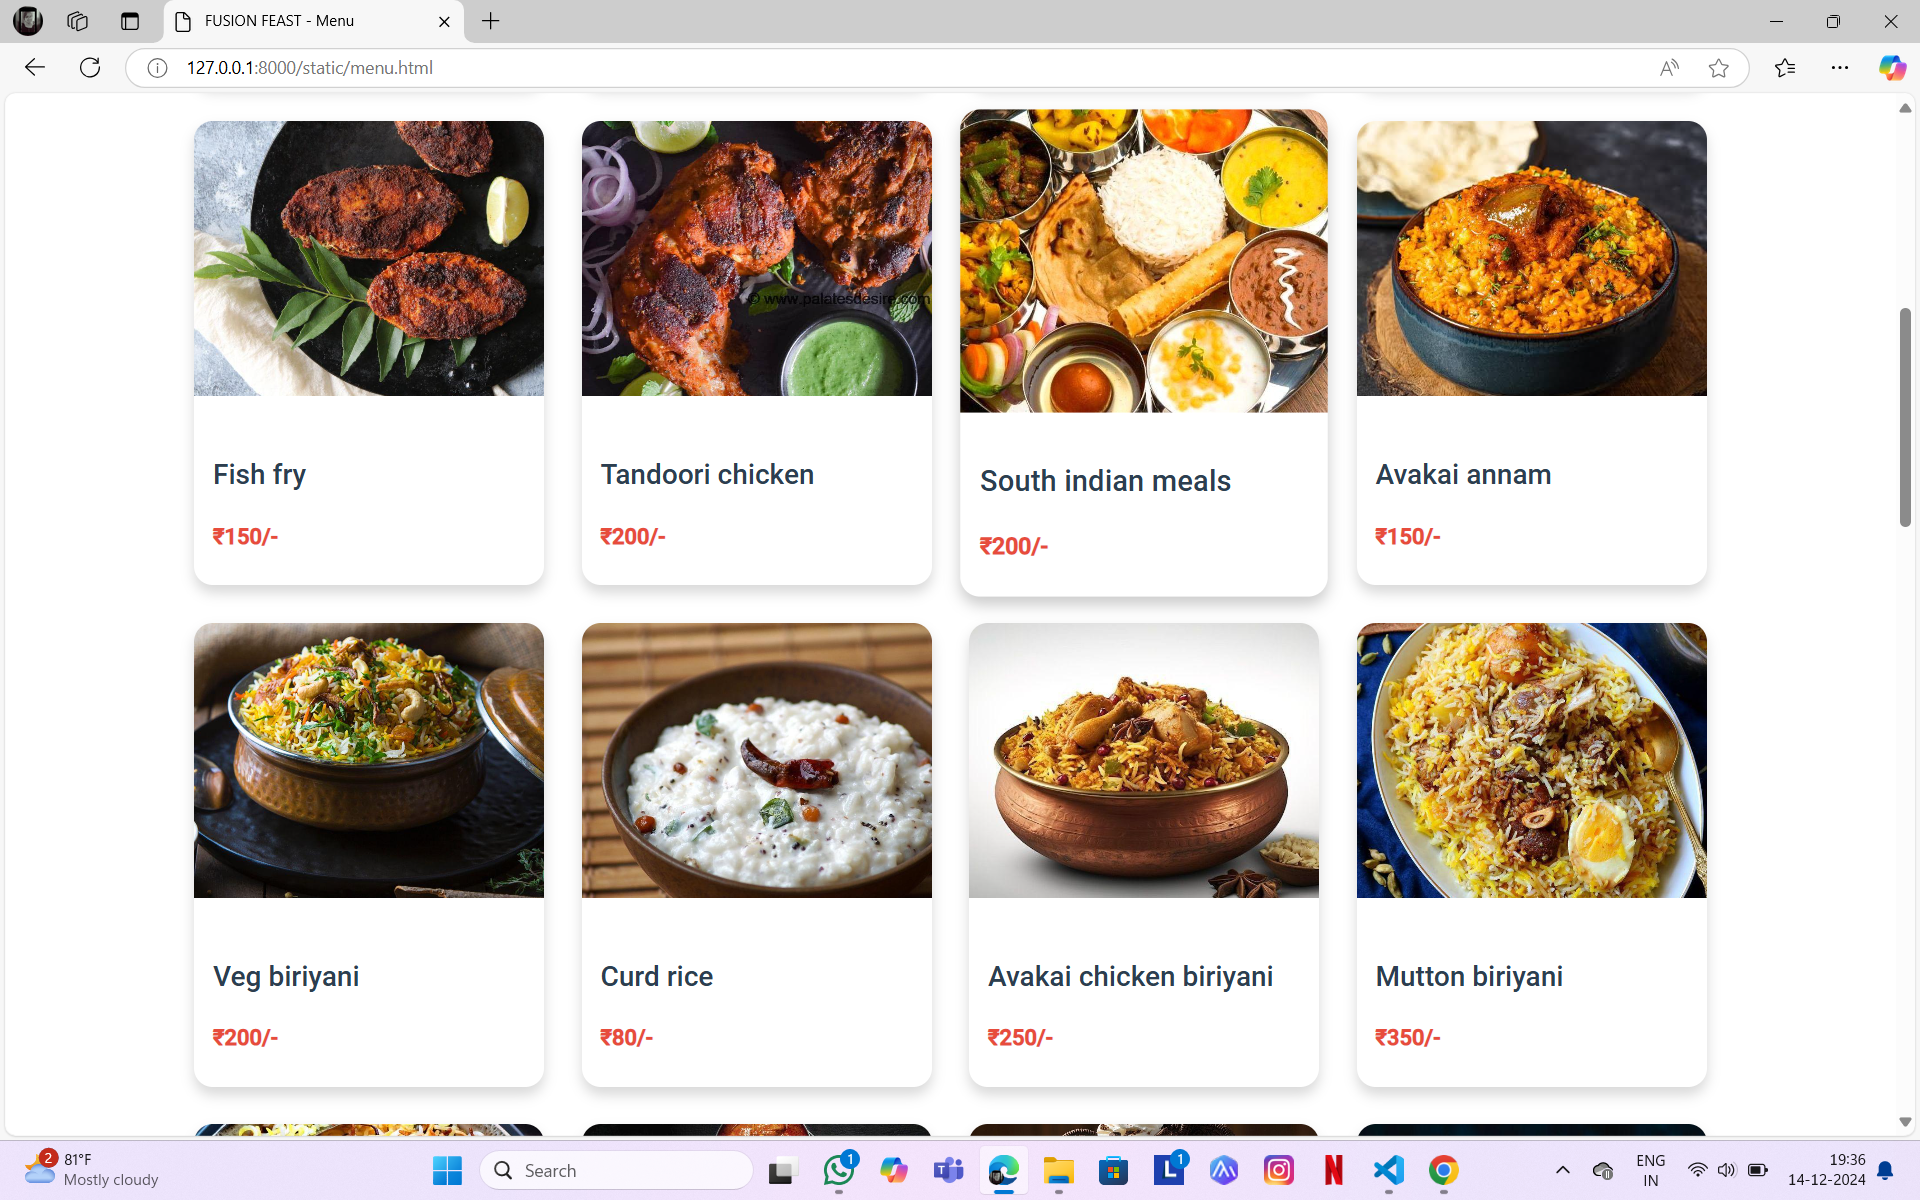 FUSION FEAST - Menu
127.0.0.1:8000/static/menu.html
© www.palatesdesire.com
Fish fry
Tandoori chicken
South indian meals
Avakai annam
₹150/-
₹200/-
₹200/-
₹150/-
Veg biriyani
Curd rice
Avakai chicken biriyani
Mutton biriyani
₹200/-
₹80/-
₹250/-
₹350/-
2
81°F
Mostly cloudy
Search
1
1
ENG
IN
19:36
14-12-2024